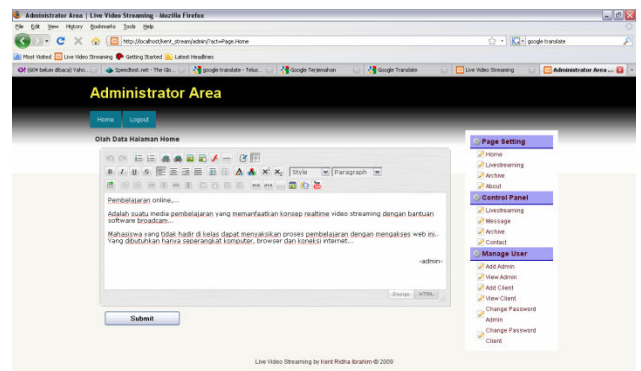 Administrator Area | Live Video Streaming - Mozilla Firefox
File Edit View History Bookmarks Tools Help
http://localhost/kent_stream/admin/?act=Page.Home
google translate
Most Visited Live Video Streaming Getting Started Latest Headlines
(604 belum dibaca) Yaho... Speedtest.net - The Glo... google translate - Telus... Google Terjemahan Google Translate Live Video Streaming Administrator Area ...
Administrator Area
Home Logout
Olah Data Halaman Home
Style Paragraph
Pembelajaran online,...
Adalah suatu media pembelajaran yang memanfaatkan konsep realtime video streaming dengan bantuan
software broadcam...
Mahasiswa yang tidak hadir di kelas dapat menyaksikan proses pembelajaran dengan mengakses web ini..
Yang dibutuhkan hanya seperangkat komputer, browser dan koneksi internet...
-admin-
Design HTML
Submit
Page Setting
Home
Livestreaming
Archive
About
Control Panel
Livestreaming
Message
Archive
Contact
Manage User
Add Admin
View Admin
Add Client
View Client
Change Password
Admin
Change Password
Client
Live Video Streaming by Kent Ridha Ibrahim © 2009